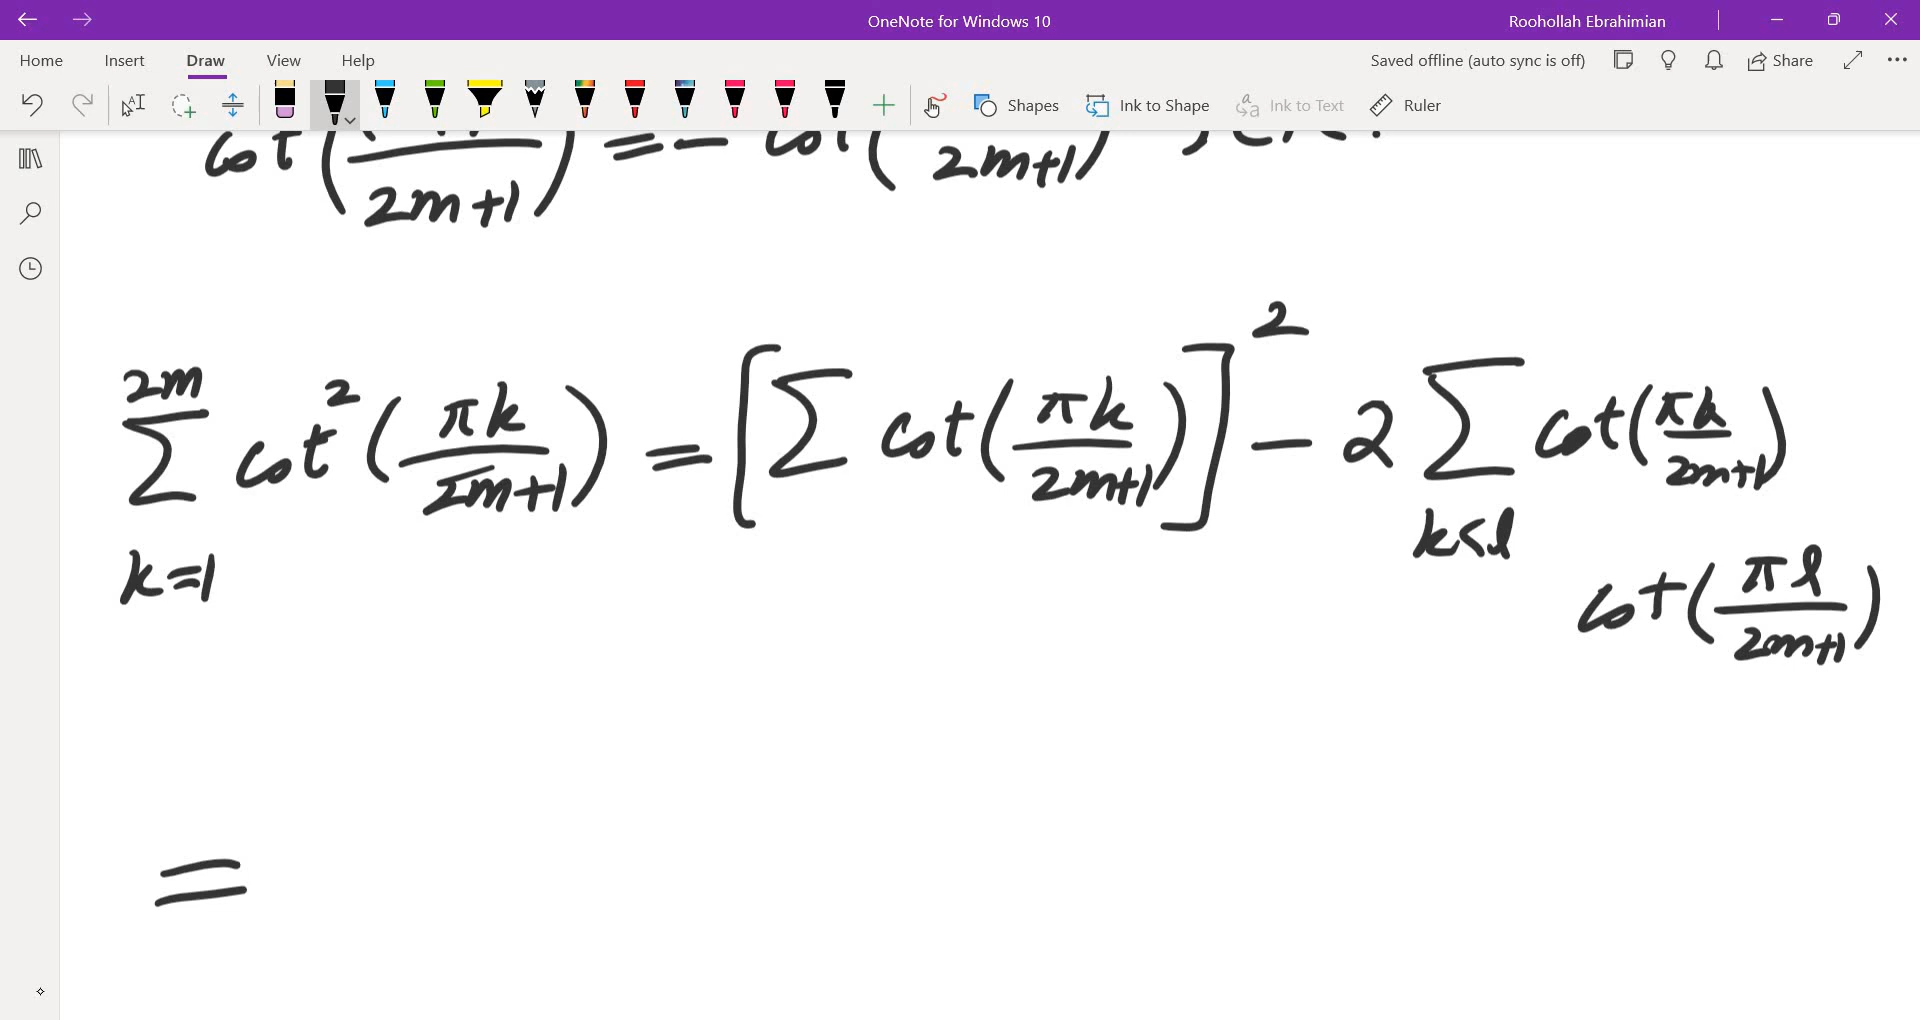 OneNote for Windows 10
Roohollah Ebrahimian
Home Insert Draw View Help
Saved offline (auto sync is off) Share
Shapes Ink to Shape Ink to Text Ruler
cot( / 2m+1) = - cot( / 2m+1)
∑_{k=1}^{2m} cot²(πk/2m+1) = [∑ cot(πk/2m+1)]² - 2 ∑_{k<l} cot(πk/2m+1)
cot(πl/2m+1)
=